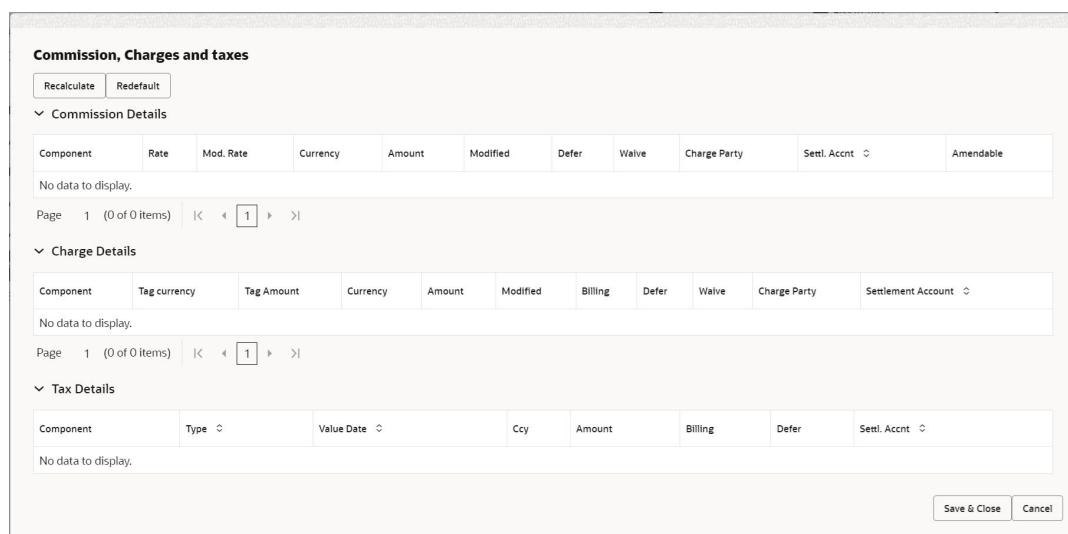 Commission, Charges and taxes
Recalculate Redefault
Commission Details
Component Rate Mod. Rate Currency Amount Modified Defer Waive Charge Party Settl. Accnt Amendable
No data to display.
Page 1 (0 of 0 items) 1
Charge Details
Component Tag currency Tag Amount Currency Amount Modified Billing Defer Waive Charge Party Settlement Account
No data to display.
Page 1 (0 of 0 items) 1
Tax Details
Component Type Value Date Ccy Amount Billing Defer Settl. Accnt
No data to display.
Save & Close Cancel